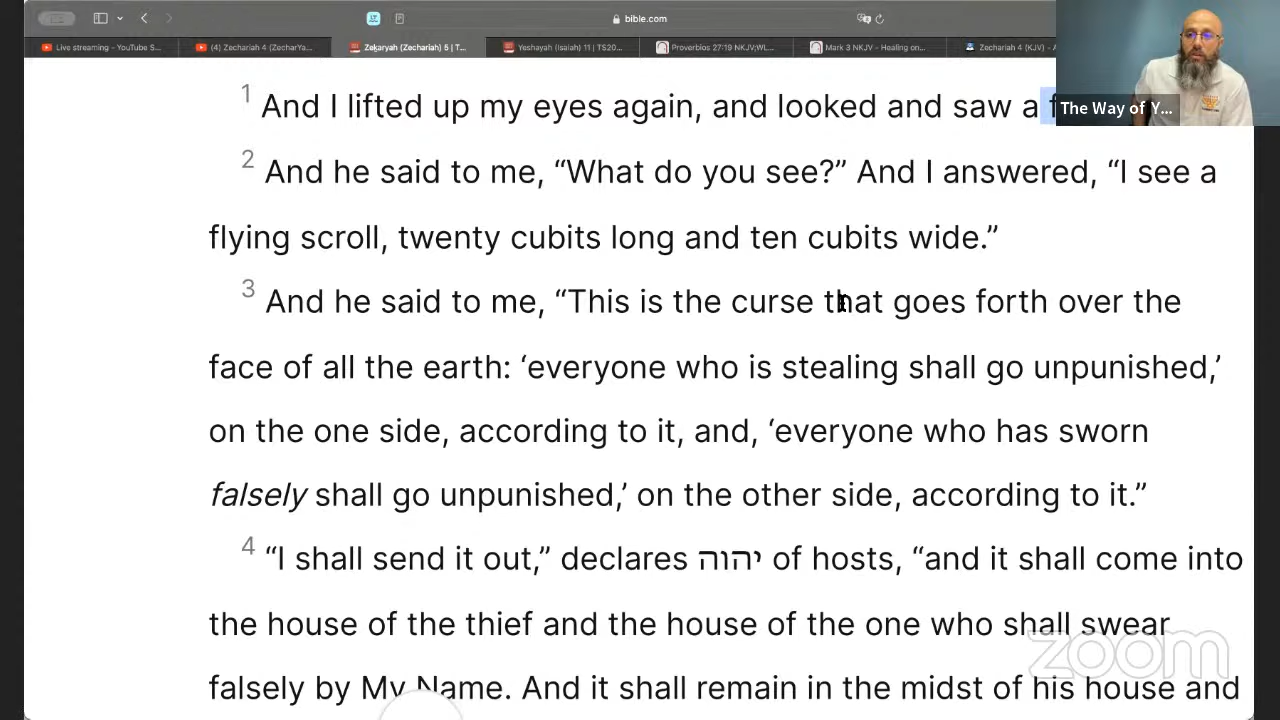 bible.com
Live streaming - YouTube S...
(4) Zechariah 4 (ZecharYa...
Zeḵaryah (Zechariah) 5 | T...
Yeshayah (Isaiah) 11 | TS20...
Proverbios 27:19 NKJV;WL...
Mark 3 NKJV - Healing on...
Zechariah 4 (KJV) - A
The Way of Y...
1 And I lifted up my eyes again, and looked and saw a
2 And he said to me, “What do you see?” And I answered, “I see a
flying scroll, twenty cubits long and ten cubits wide.”
3 And he said to me, “This is the curse that goes forth over the
face of all the earth: ‘everyone who is stealing shall go unpunished,’
on the one side, according to it, and, ‘everyone who has sworn
falsely shall go unpunished,’ on the other side, according to it.”
4 “I shall send it out,” declares יהוה of hosts, “and it shall come into
the house of the thief and the house of the one who shall swear
falsely by My Name. And it shall remain in the midst of his house and
zoom